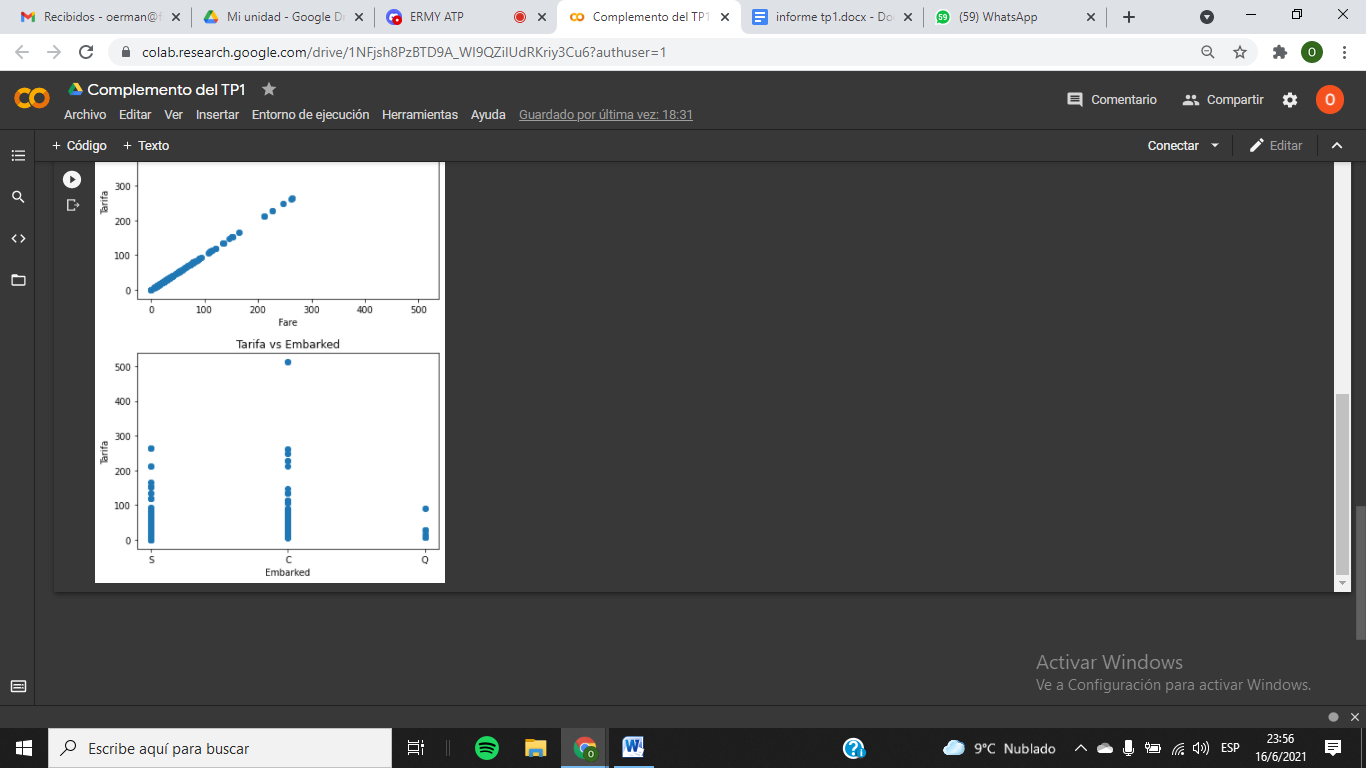 Recibidos - oerman@f
Mi unidad - Google D
ERMY ATP
Complemento del TP1
informe tp1.docx - Do
(59) WhatsApp
colab.research.google.com/drive/1NFjsh8PzBTD9A_WI9QZilUdRKriy3Cu6?authuser=1
Complemento del TP1
Archivo Editar Ver Insertar Entorno de ejecución Herramientas Ayuda Guardado por última vez: 18:31
Comentario
Compartir
O
+ Código + Texto
Conectar
Editar
300
200
100
0
Tarifa
0 100 200 300 400 500
Fare
Tarifa vs Embarked
500
400
300
200
100
0
Tarifa
S C Q
Embarked
Activar Windows
Ve a Configuración para activar Windows.
Escribe aquí para buscar
9°C Nublado
ESP
23:56
16/6/2021